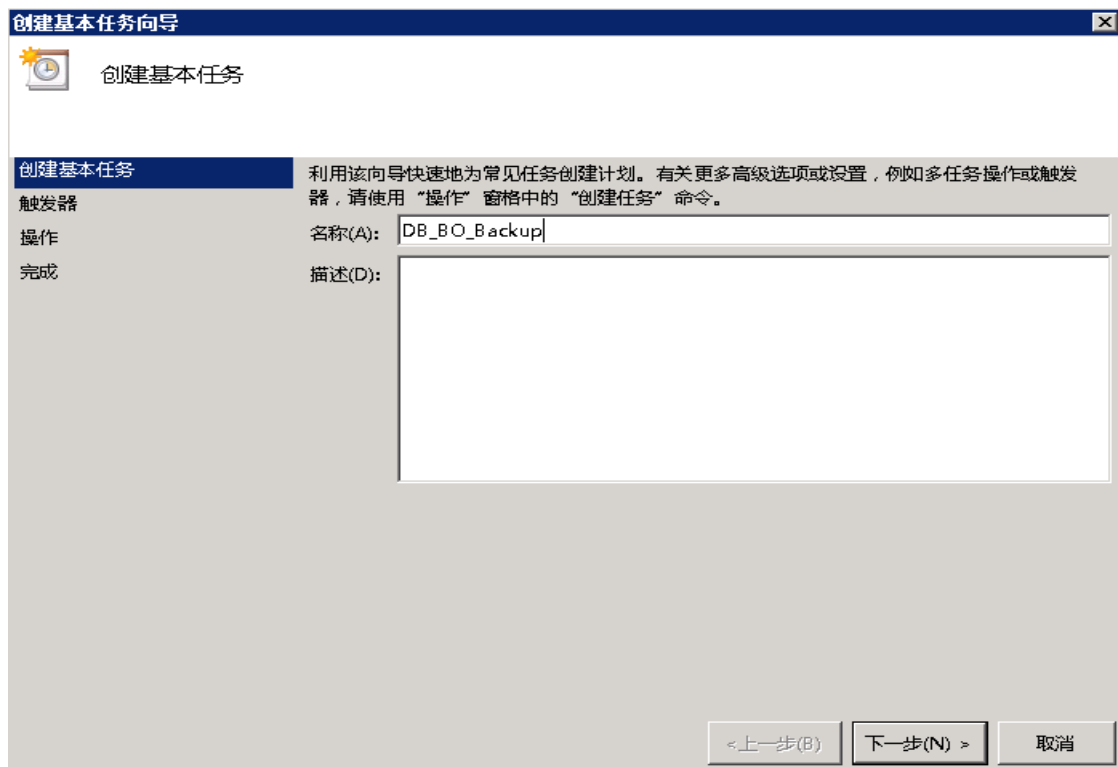 创建基本任务向导
创建基本任务
创建基本任务
触发器
操作
完成
利用该向导快速地为常见任务创建计划。有关更多高级选项或设置，例如多任务操作或触发
器，请使用“操作”窗格中的“创建任务”命令。
名称(A):
DB_BO_Backup
描述(D):
<上一步(B)
下一步(N) >
取消